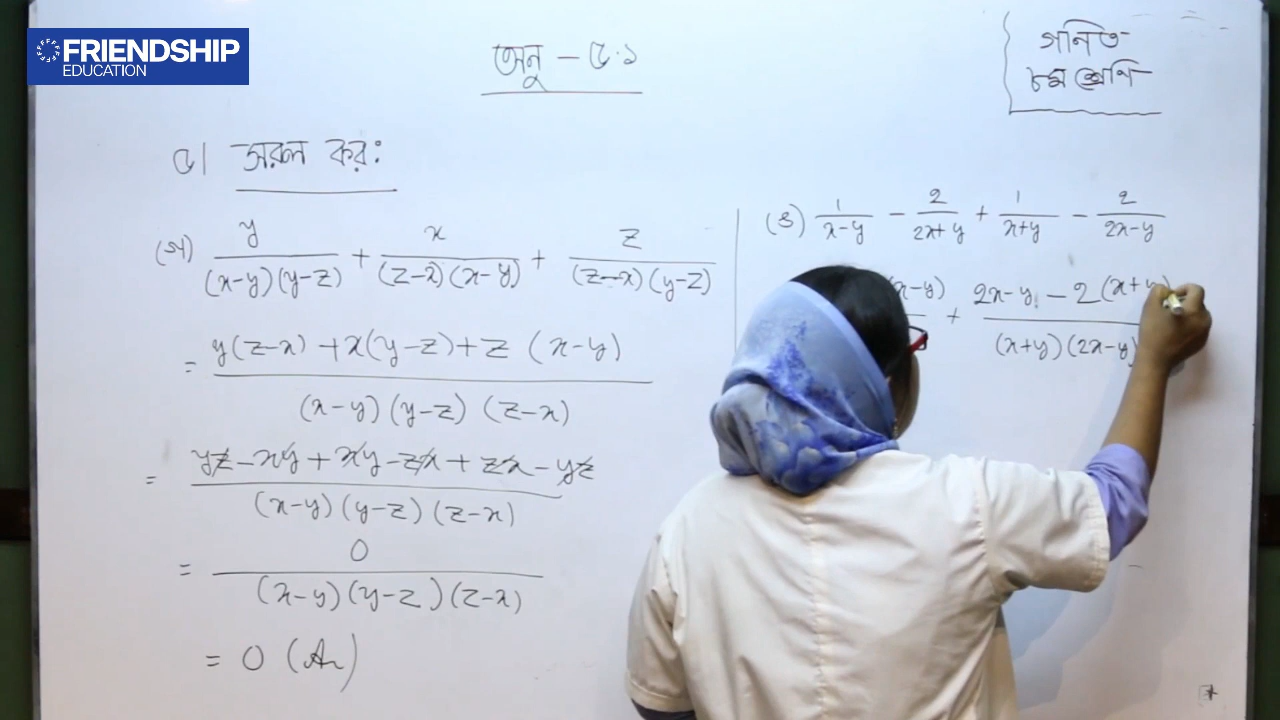 FRIENDSHIP
EDUCATION
অনু - ৫.১
গনিত
৮ম শ্রেণি
৫। সরল কর:
(গ) y/(x-y)(y-z) + x/(z-x)(x-y) + z/(z-x)(y-z)
= y(z-x) + x(y-z) + z (x-y)/(x-y) (y-z) (z-x)
= yz - xy + xy - zx + zx - yz/(x-y) (y-z) (z-x)
= 0/(x-y)(y-z)(z-x)
= 0 (An)
(ঙ) 1/x-y - 2/2x+y + 1/x+y - 2/2x-y
x-y) + 2x-y - 2(x+y)/(x+y)(2x-y)